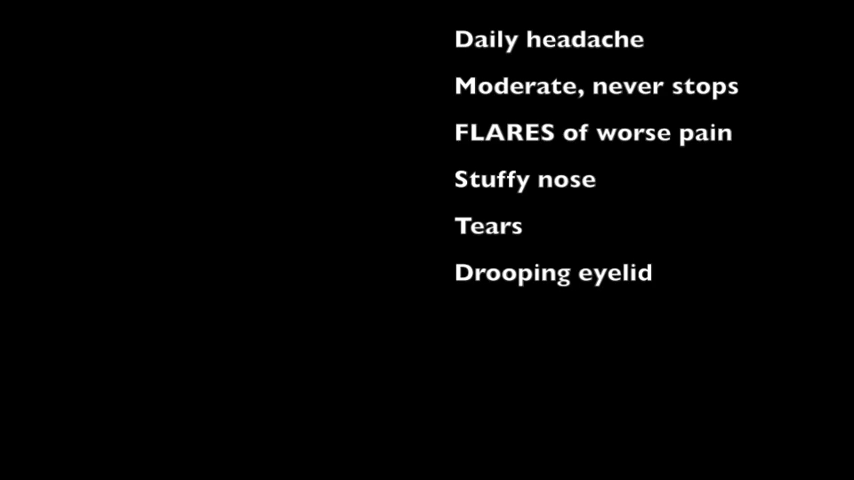 Daily headache
Moderate, never stops
FLARES of worse pain
Stuffy nose
Tears
Drooping eyelid